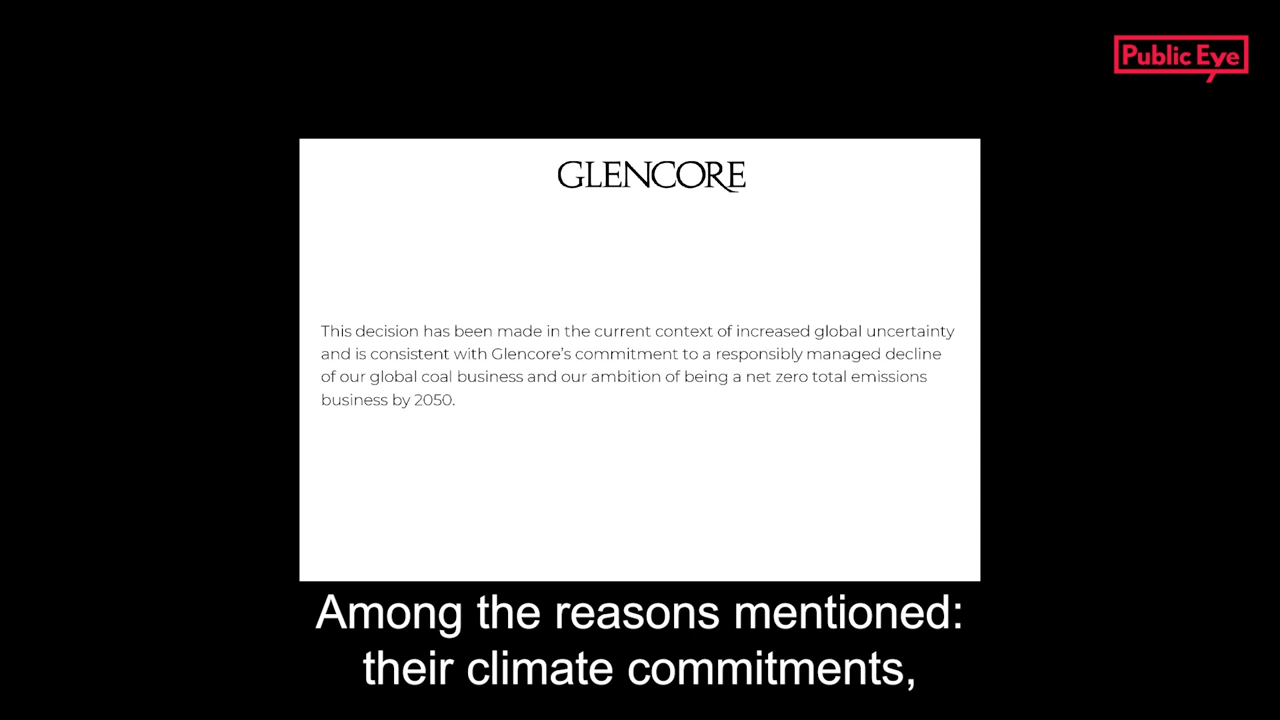 Public Eye
GLENCORE
This decision has been made in the current context of increased global uncertainty
and is consistent with Glencore’s commitment to a responsibly managed decline
of our global coal business and our ambition of being a net zero total emissions
business by 2050.
Among the reasons mentioned:
their climate commitments,